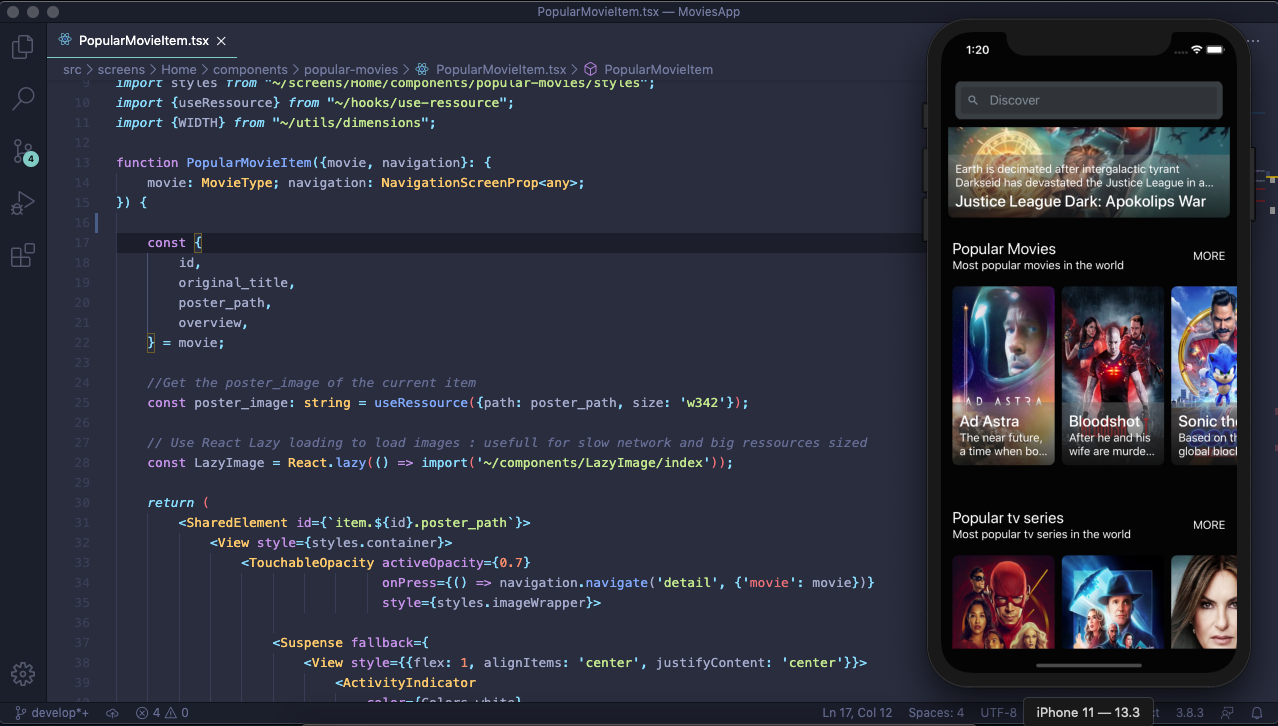 PopularMovieItem.tsx — MoviesApp
PopularMovieItem.tsx
src > screens > Home > components > popular-movies > PopularMovieItem.tsx > PopularMovieItem
9 import styles from "~/screens/Home/components/popular-movies/styles";
10 import {useRessource} from "~/hooks/use-ressource";
11 import {WIDTH} from "~/utils/dimensions";
12
13 function PopularMovieItem({movie, navigation}: {
14 movie: MovieType; navigation: NavigationScreenProp<any>;
15 }) {
16
17 const {
18 id,
19 original_title,
20 poster_path,
21 overview,
22 } = movie;
23
24 //Get the poster_image of the current item
25 const poster_image: string = useRessource({path: poster_path, size: 'w342'});
26
27 // Use React Lazy loading to load images : usefull for slow network and big ressources sized
28 const LazyImage = React.lazy(() => import('~/components/LazyImage/index'));
29
30 return (
31 <SharedElement id={`item.${id}.poster_path`}>
32 <View style={styles.container}>
33 <TouchableOpacity activeOpacity={0.7}
34 onPress={() => navigation.navigate('detail', {'movie': movie})}
35 style={styles.imageWrapper}>
36
37 <Suspense fallback={
38 <View style={{flex: 1, alignItems: 'center', justifyContent: 'center'}}>
39 <ActivityIndicator
40 color={Colors.white}
4
develop*+
4 0
Ln 17, Col 12
Spaces: 4
UTF-8
3.8.3
iPhone 11 — 13.3
1:20
Discover
Earth is decimated after intergalactic tyrant
Darkseid has devastated the Justice League in a...
Justice League Dark: Apokolips War
Popular Movies
MORE
Most popular movies in the world
AD ASTRA
Ad Astra
The near future,
a time when bo...
Bloodshot
After he and his
wife are murde...
Sonic the
Based on
global block
Popular tv series
MORE
Most popular tv series in the world